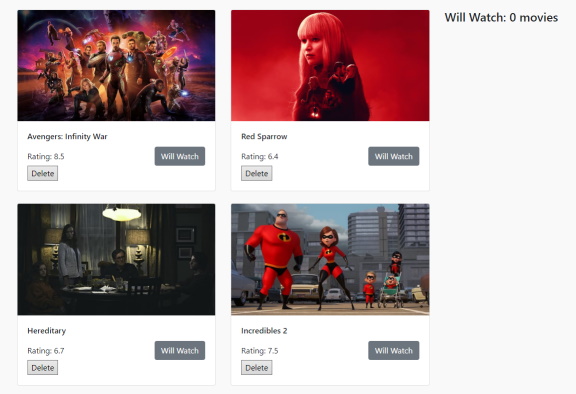 Will Watch: 0 movies
Avengers: Infinity War
Rating: 8.5
Will Watch
Delete
Red Sparrow
Rating: 6.4
Will Watch
Delete
Hereditary
Rating: 6.7
Will Watch
Delete
Incredibles 2
Rating: 7.5
Will Watch
Delete